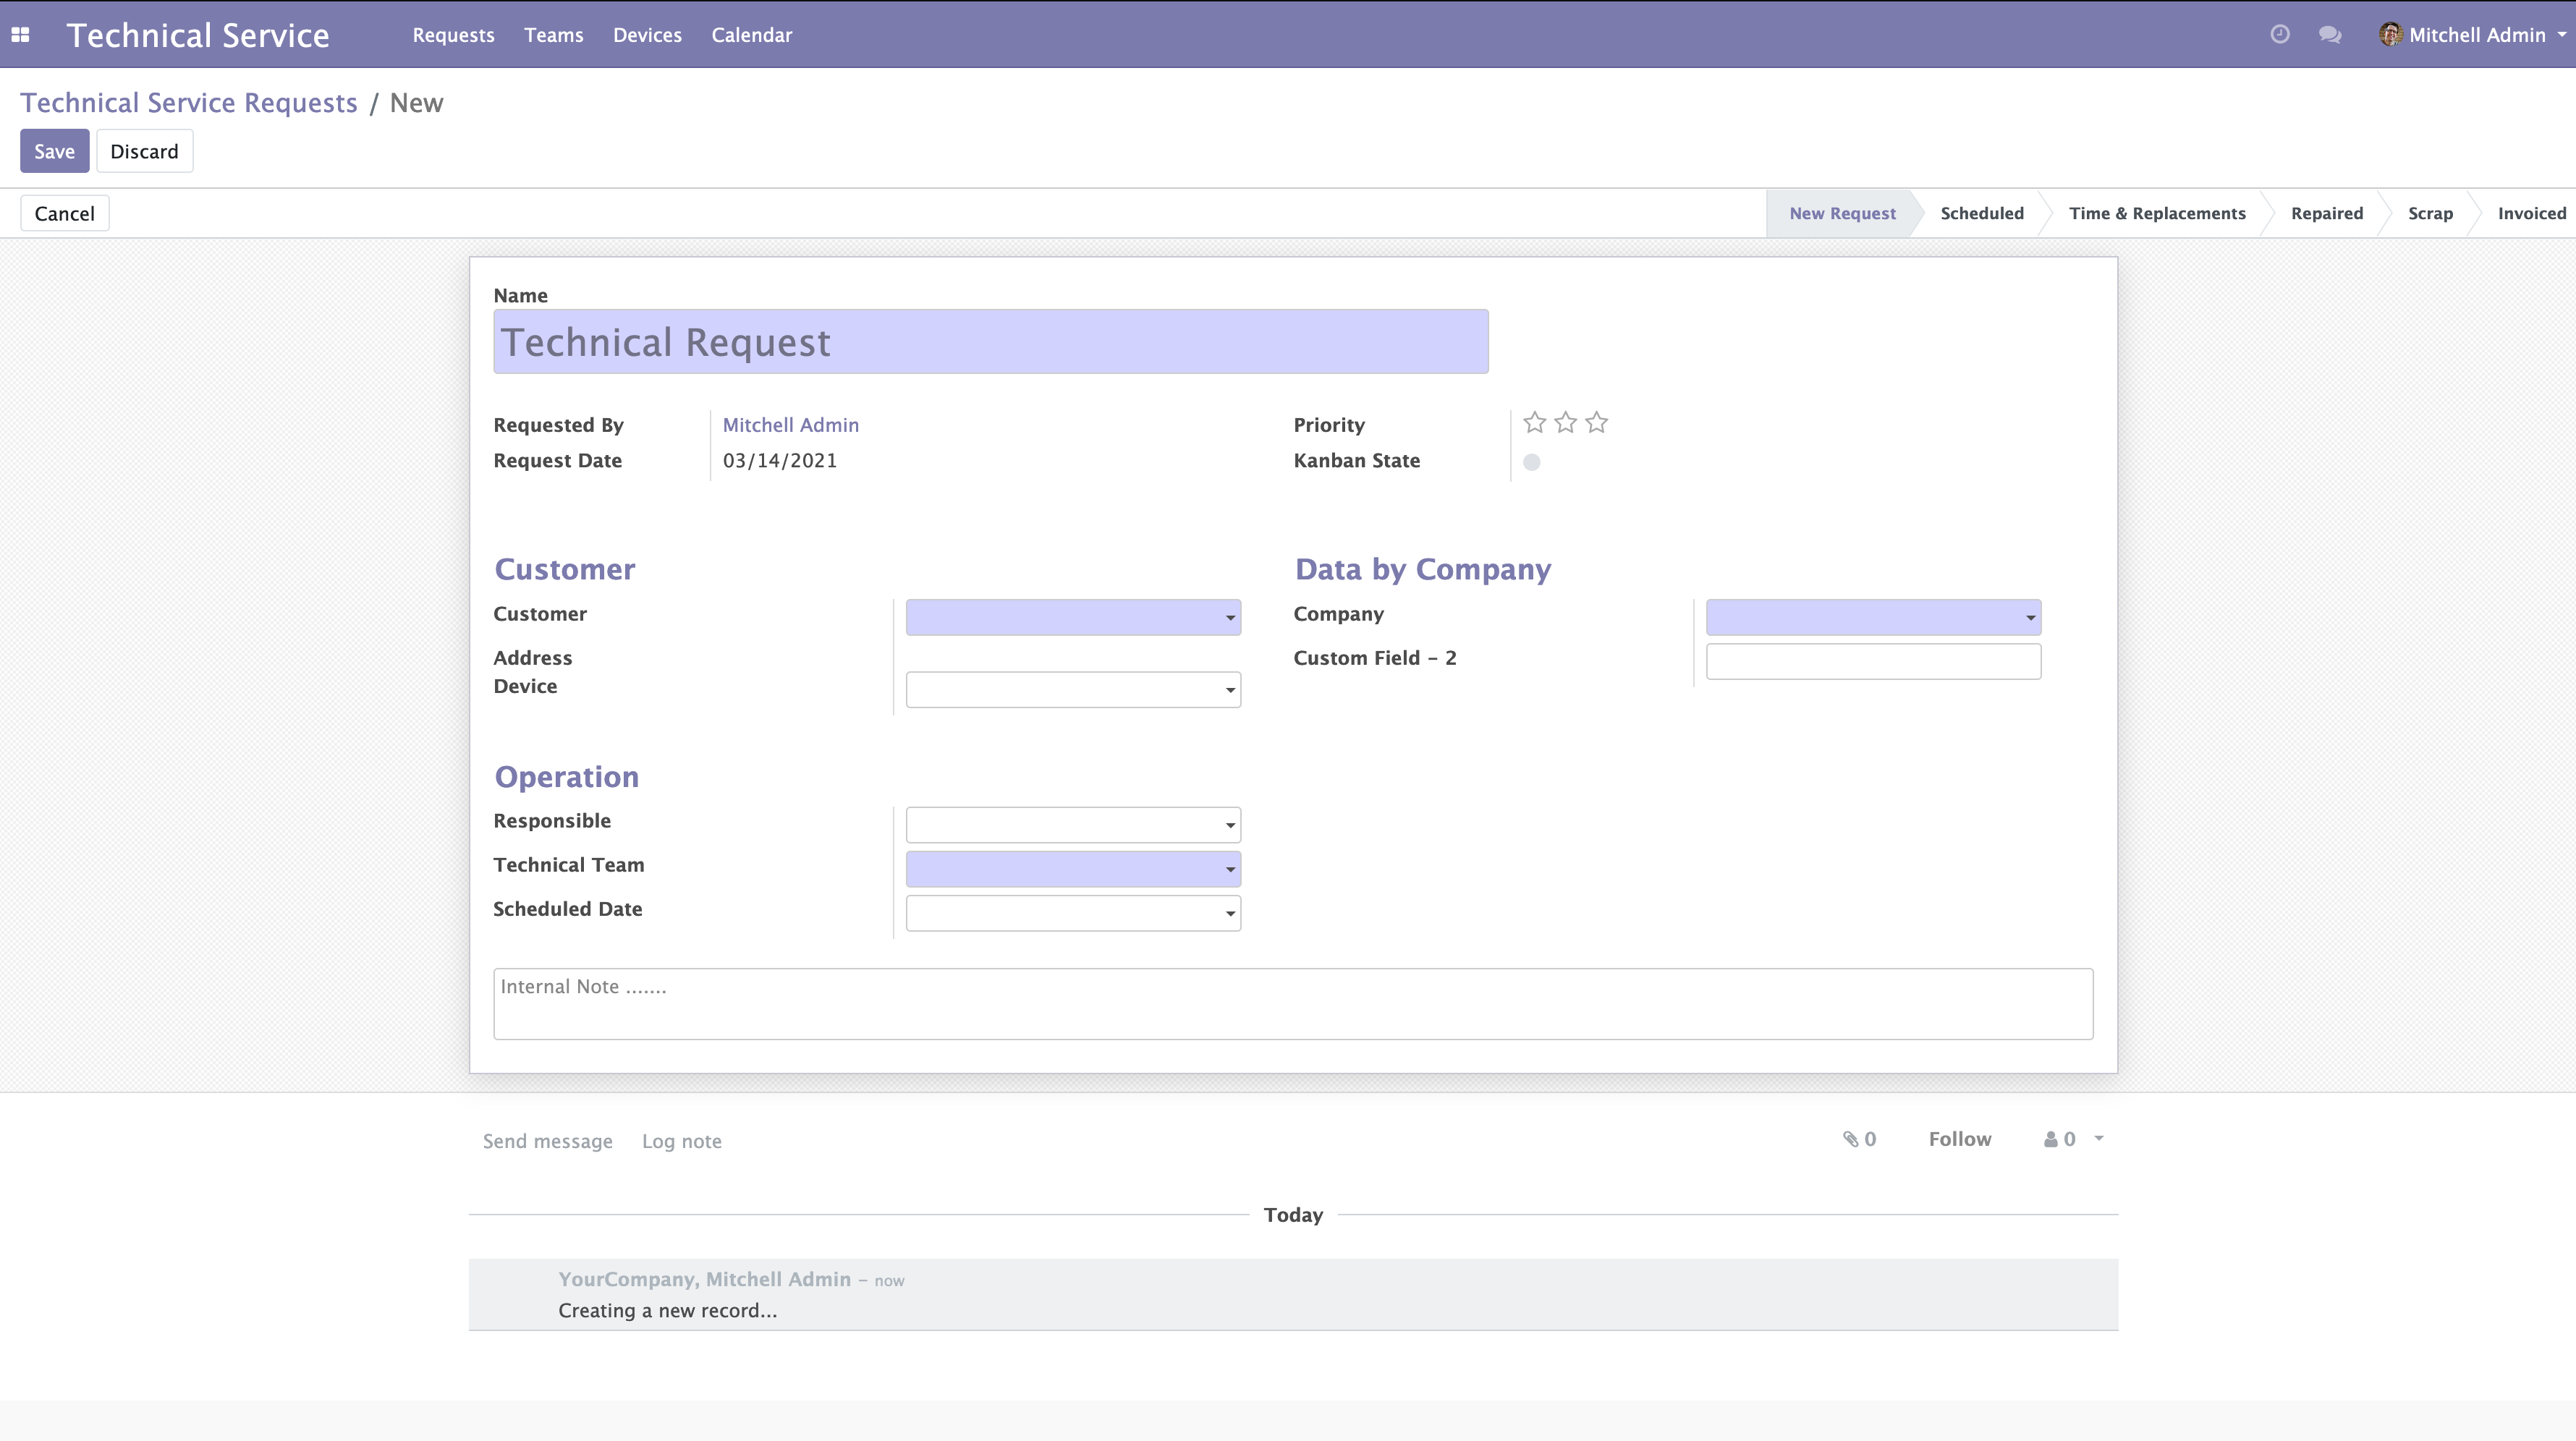 Technical Service Requests Teams Devices Calendar Mitchell Admin
Technical Service Requests / New
Save Discard
Cancel New Request Scheduled Time & Replacements Repaired Scrap Invoiced
Name
Technical Request
Requested By Mitchell Admin Priority
Request Date 03/14/2021 Kanban State
Customer Data by Company
Customer Company
Address Custom Field - 2
Device
Operation
Responsible
Technical Team
Scheduled Date
Internal Note .......
Send message Log note 0 Follow 0
Today
YourCompany, Mitchell Admin - now
Creating a new record...